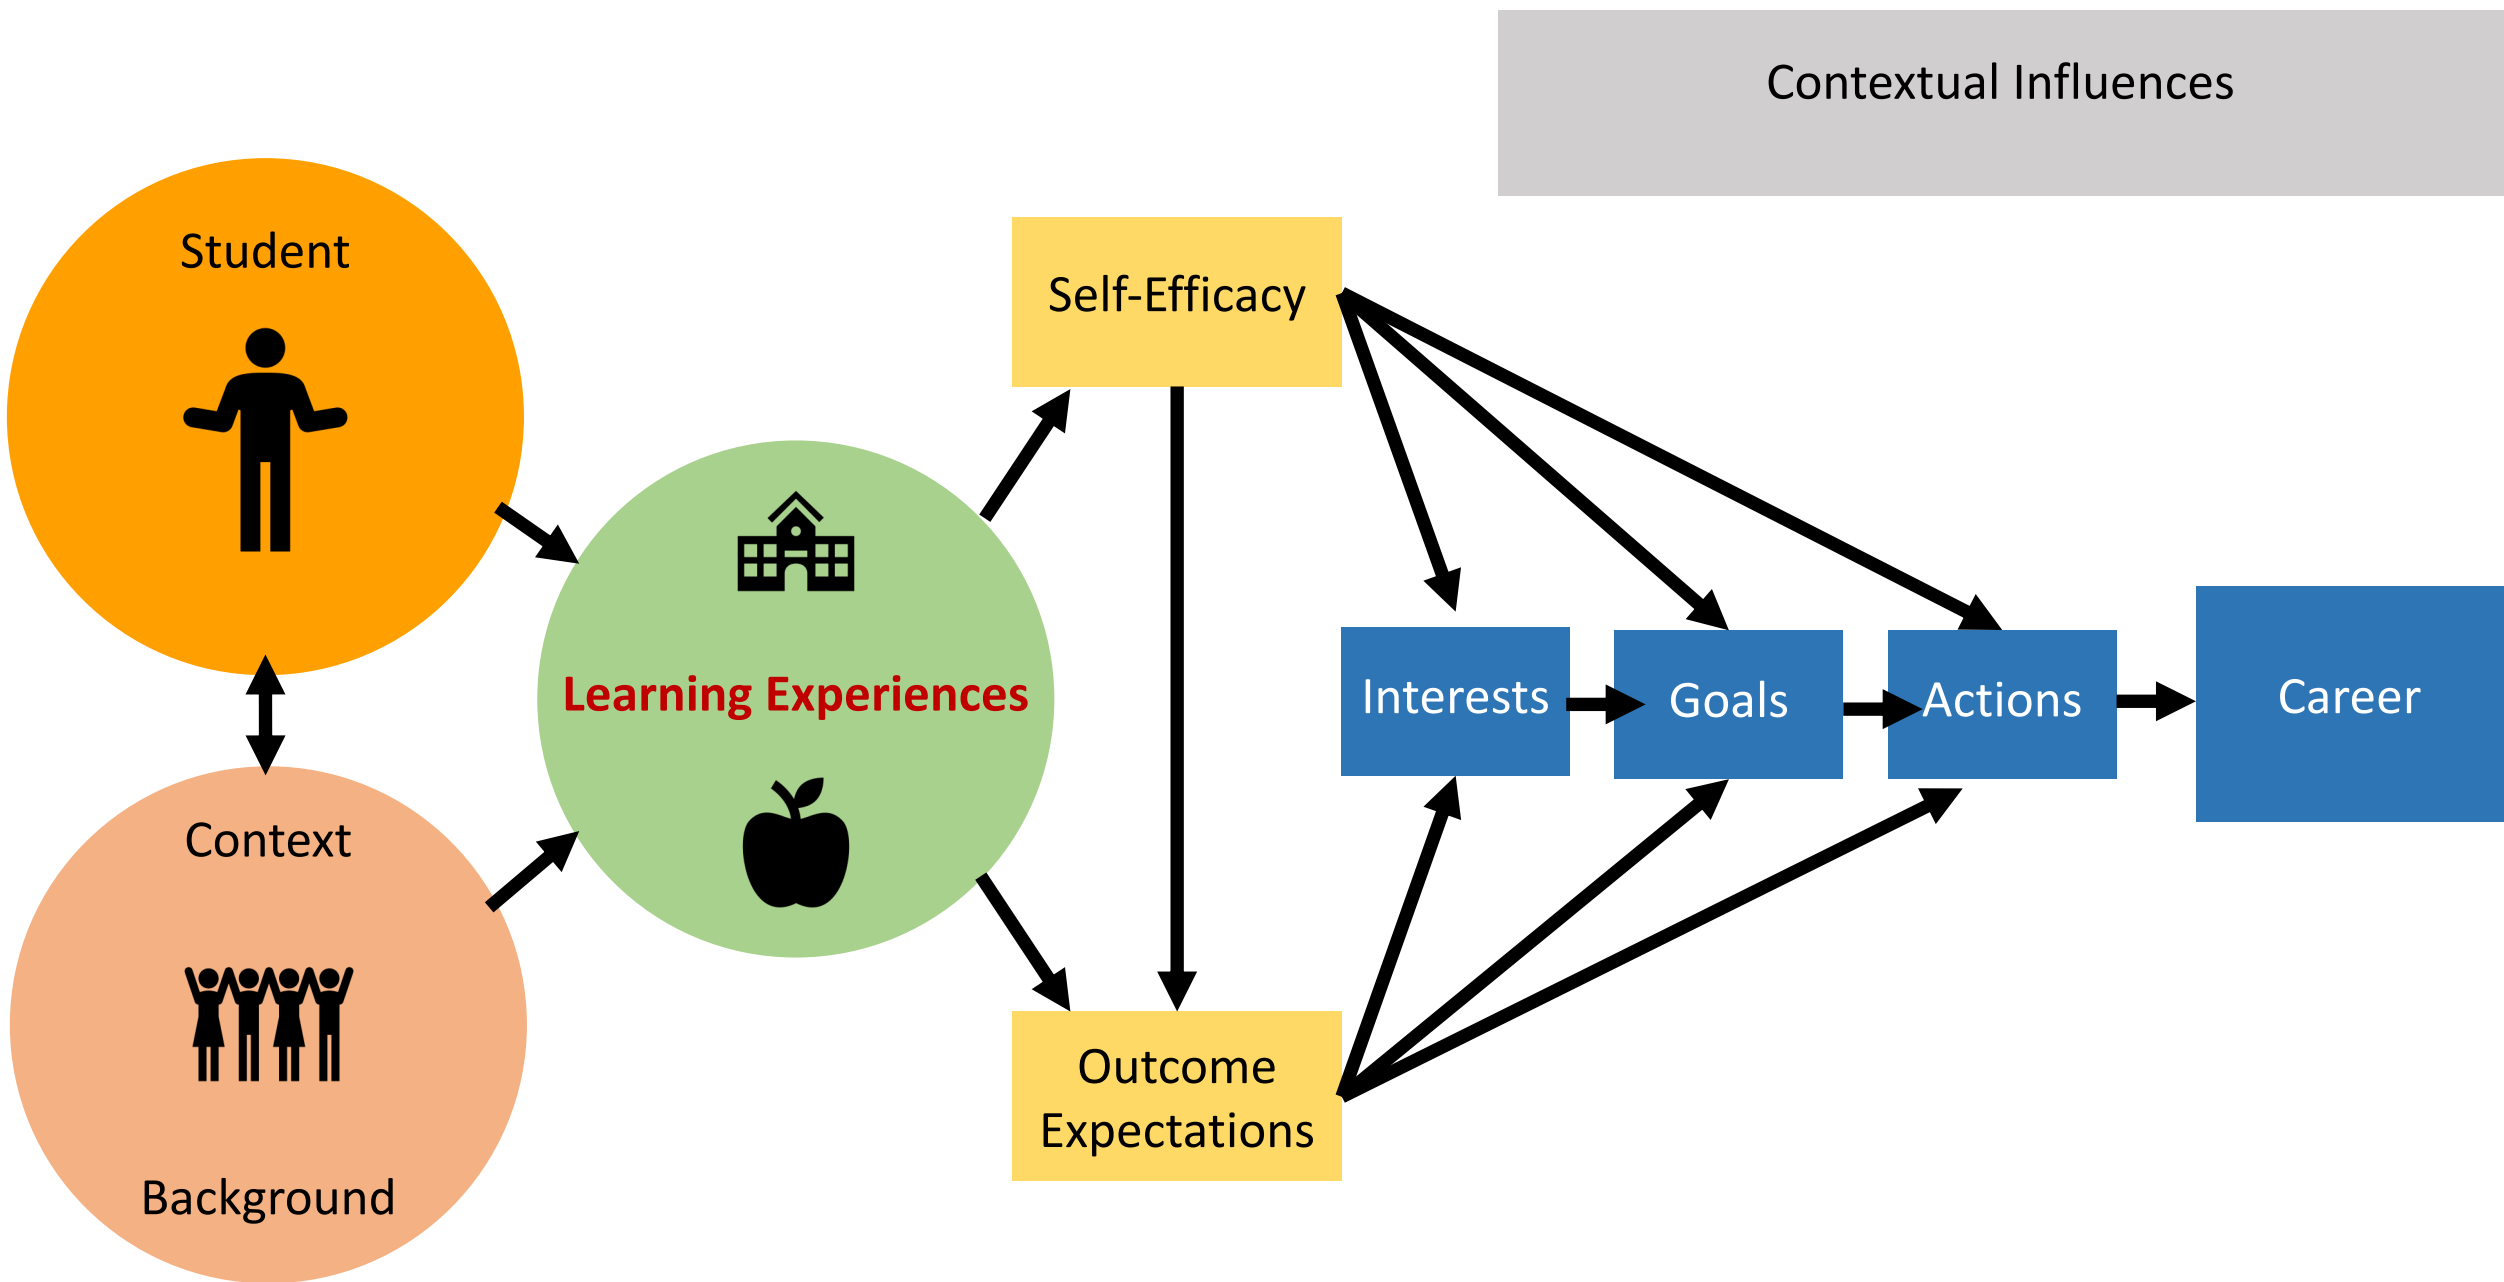 Contextual Influences
Student
Self-Efficacy
Learning Experiences
Interests
Goals
Actions
Career
Context
Background
Outcome
Expectations